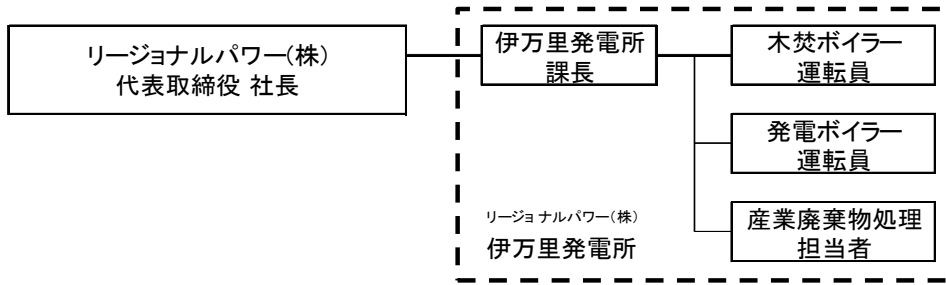 リージョナルパワー(株)
代表取締役 社長
伊万里発電所
課長
木焚ボイラー
運転員
発電ボイラー
運転員
産業廃棄物処理
担当者
リージョナルパワー(株)
伊万里発電所